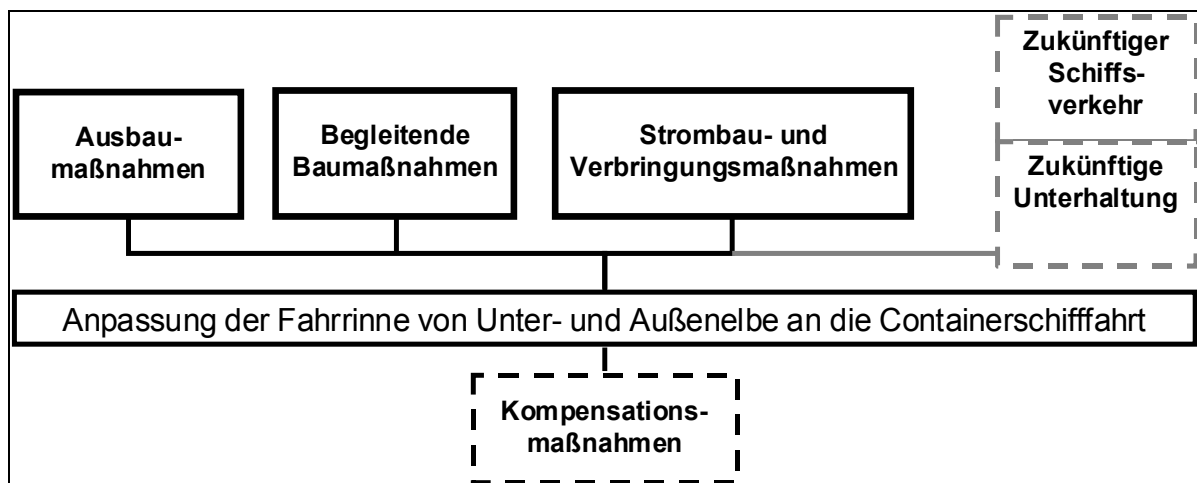 Ausbau-
maßnahmen
Begleitende
Baumaßnahmen
Strombau- und
Verbringungsmaßnahmen
Zukünftiger
Schiffs-
verkehr
Zukünftige
Unterhaltung
Anpassung der Fahrrinne von Unter- und Außenelbe an die Containerschifffahrt
Kompensations-
maßnahmen